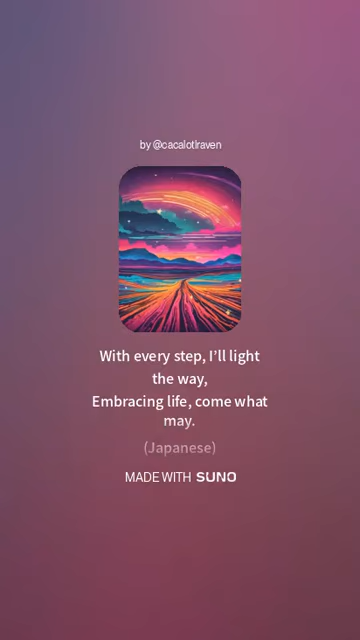 by @cacalotlraven
With every step, I'll light
the way,
Embracing life, come what
may.
(Japanese)
MADE WITH SUNO